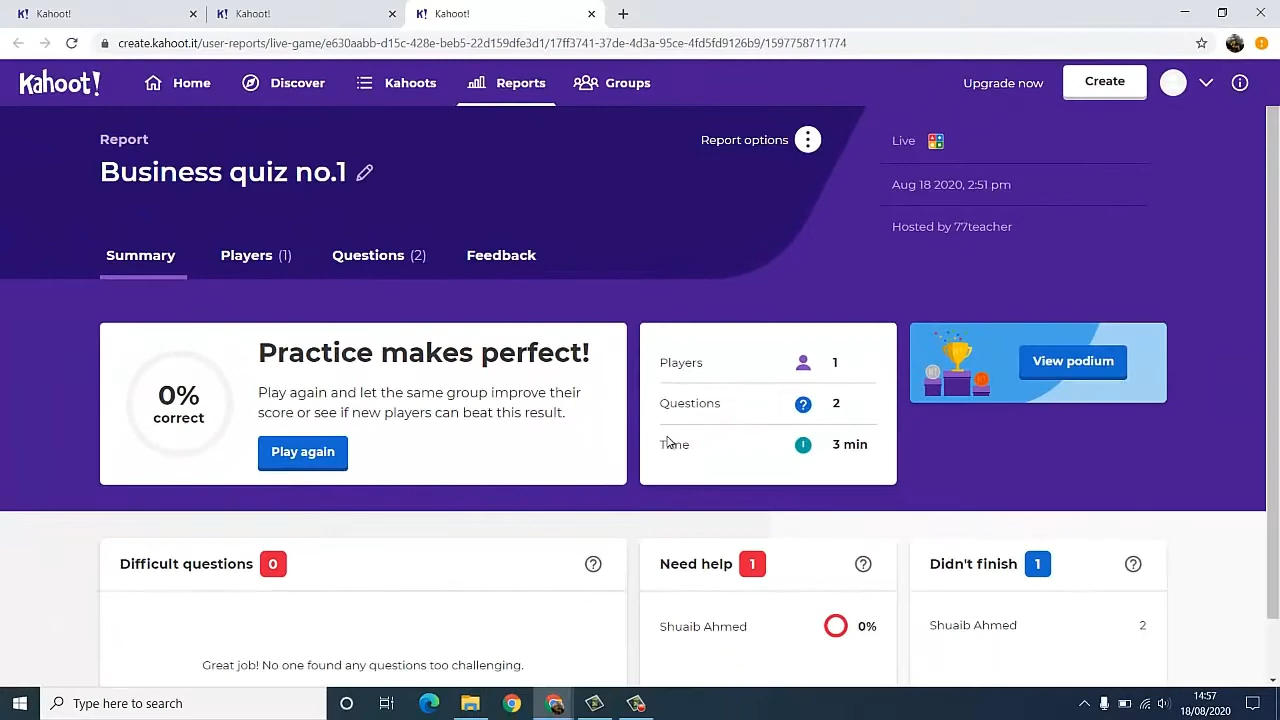 Kahoot!
Kahoot!
Kahoot!
create.kahoot.it/user-reports/live-game/e630aabb-d15c-428e-beb5-22d159dfe3d1/17ff3741-37de-4d3a-95ce-4fd5fd9126b9/1597758711774
Kahoot!
Home
Discover
Kahoots
Reports
Groups
Upgrade now
Create
Report
Report options
Business quiz no.1
Live
Aug 18 2020, 2:51 pm
Hosted by 77teacher
Summary
Players (1)
Questions (2)
Feedback
0%
correct
Practice makes perfect!
Play again and let the same group improve their
score or see if new players can beat this result.
Play again
Players 1
Questions 2
Time 3 min
View podium
Difficult questions 0
Great job! No one found any questions too challenging.
Need help 1
Shuaib Ahmed 0%
Didn't finish 1
Shuaib Ahmed 2
Type here to search
14:57
18/08/2020